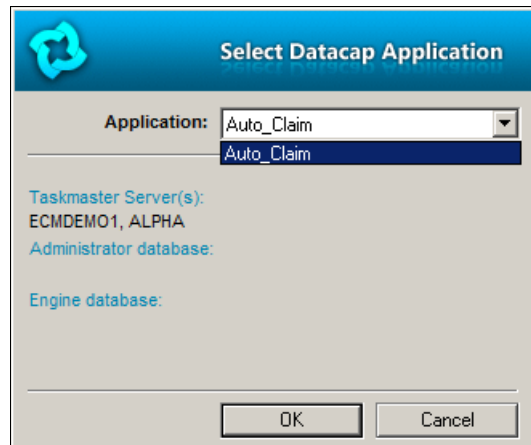 Select Datacap Application
Application: Auto_Claim
Auto_Claim
Taskmaster Server(s):
ECMDEMO1, ALPHA
Administrator database:
Engine database:
OK Cancel